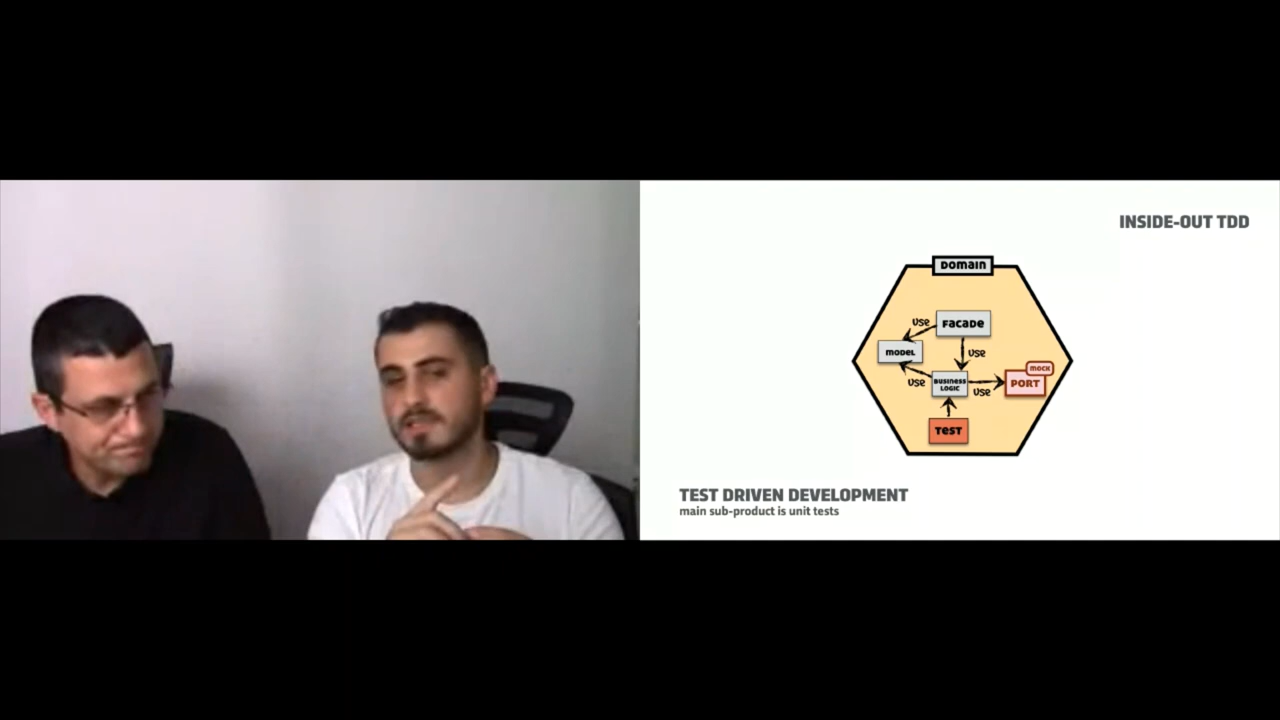 INSIDE-OUT TDD
DOMAIN
USE
FACADE
MODEL
USE
USE
BUSINESS
LOGIC
USE
MOCK
PORT
TEST
TEST DRIVEN DEVELOPMENT
main sub-product is unit tests